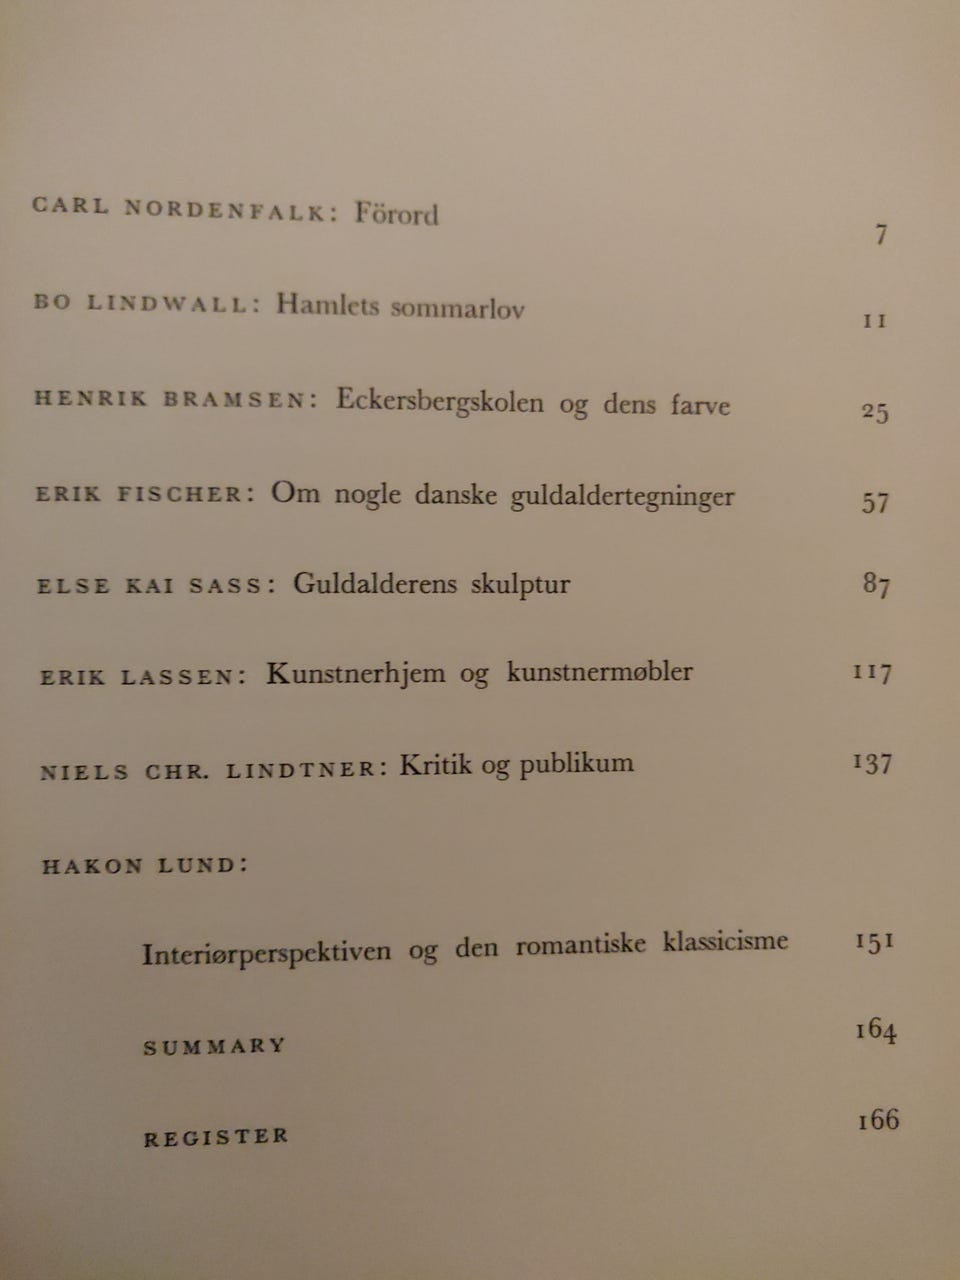 CARL NORDENFALK: Förord 7
BO LINDWALL: Hamlets sommarlov 11
HENRIK BRAMSEN: Eckersbergskolen og dens farve 25
ERIK FISCHER: Om nogle danske guldaldertegninger 57
ELSE KAI SASS: Guldalderens skulptur 87
ERIK LASSEN: Kunstnerhjem og kunstnermøbler 117
NIELS CHR. LINDTNER: Kritik og publikum 137
HAKON LUND:
Interiørperspektiven og den romantiske klassicisme 151
SUMMARY 164
REGISTER 166